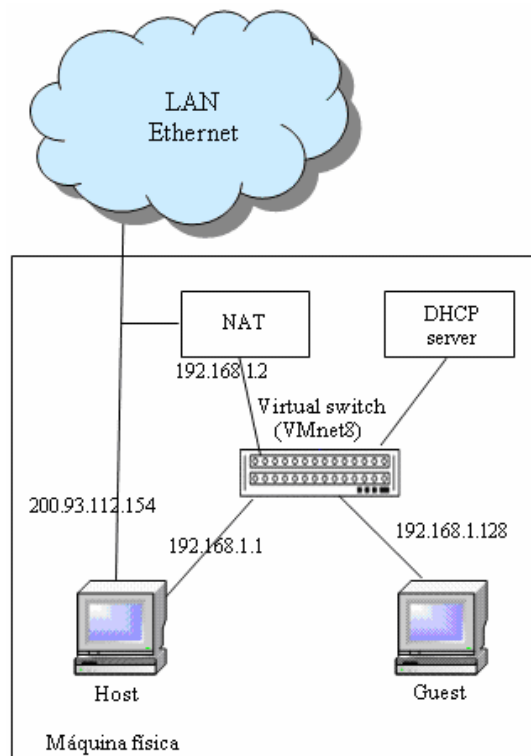 LAN
Ethernet
NAT
DHCP
server
192.168.1.2
Virtual switch
(VMnet8)
200.93.112.154
192.168.1.1
192.168.1.128
Host
Guest
Máquina física